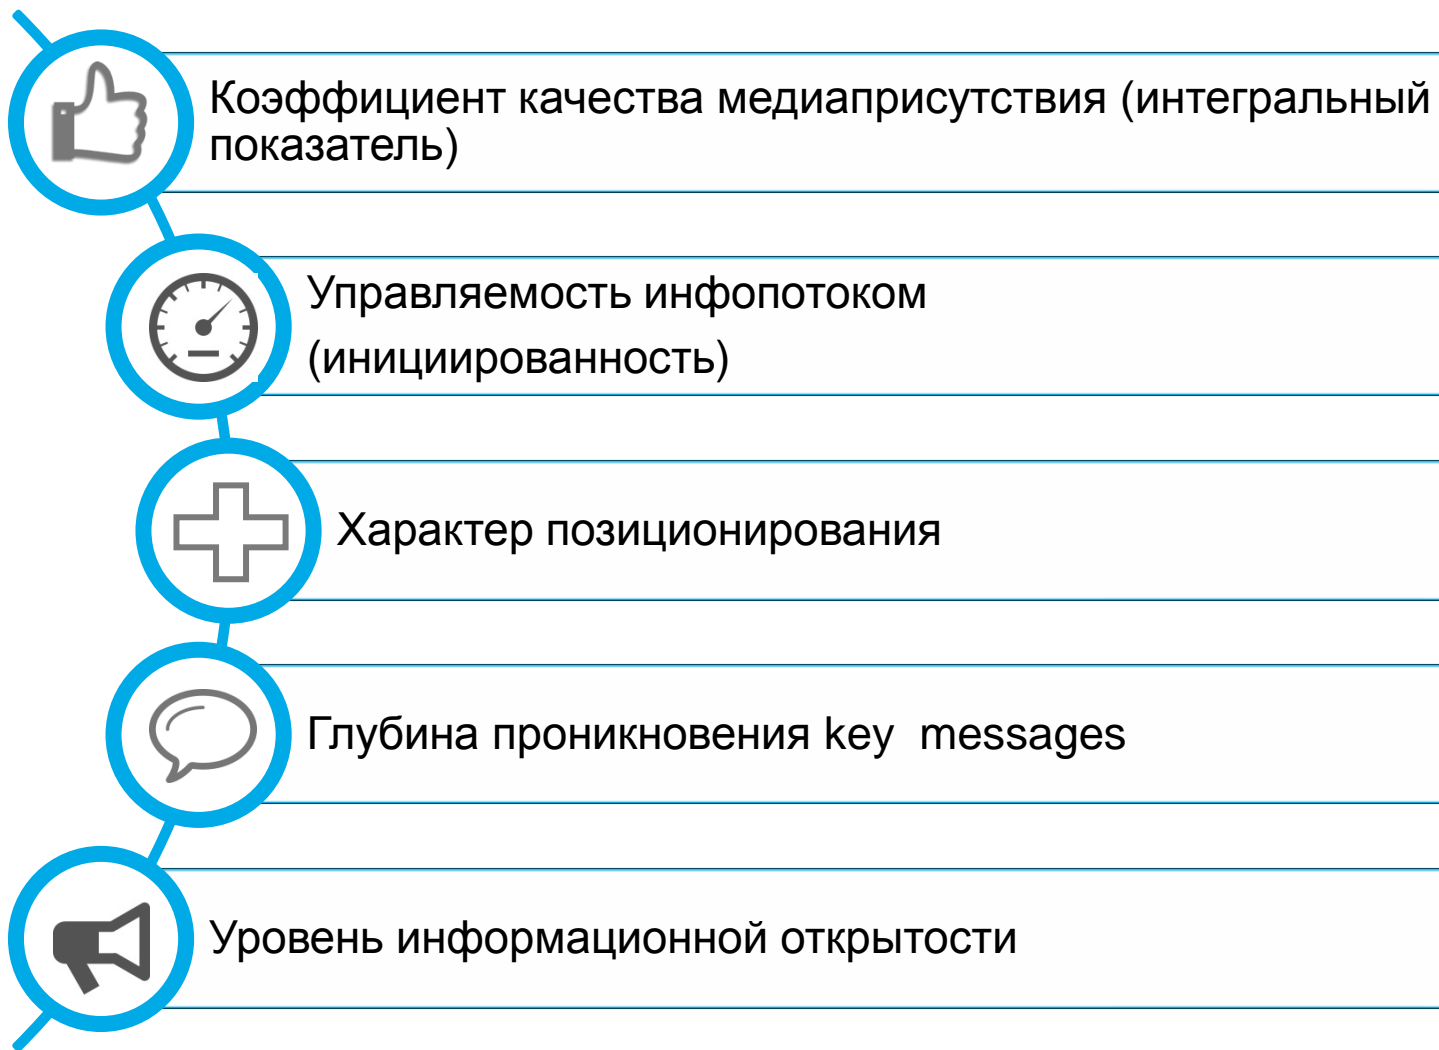 Коэффициент качества медиаприсутствия (интегральный
показатель)
Управляемость инфопотоком
(инициированность)
Характер позиционирования
Глубина проникновения key  messages
Уровень информационной открытости